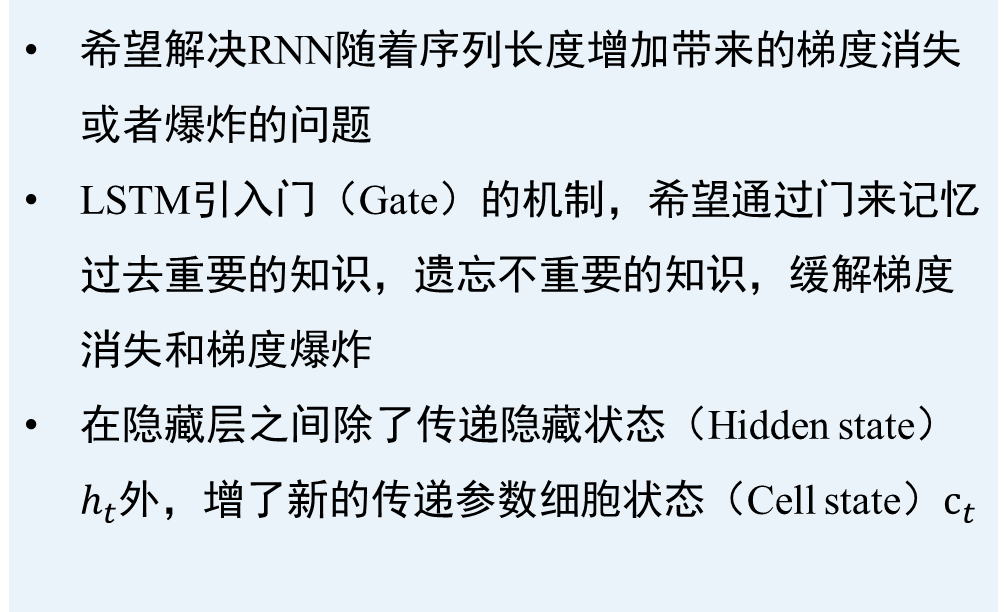 • 希望解决RNN随着序列长度增加带来的梯度消失
或者爆炸的问题
• LSTM引入门（Gate）的机制，希望通过门来记忆
过去重要的知识，遗忘不重要的知识，缓解梯度
消失和梯度爆炸
• 在隐藏层之间除了传递隐藏状态（Hidden state）
hₜ外，增了新的传递参数细胞状态（Cell state）cₜ